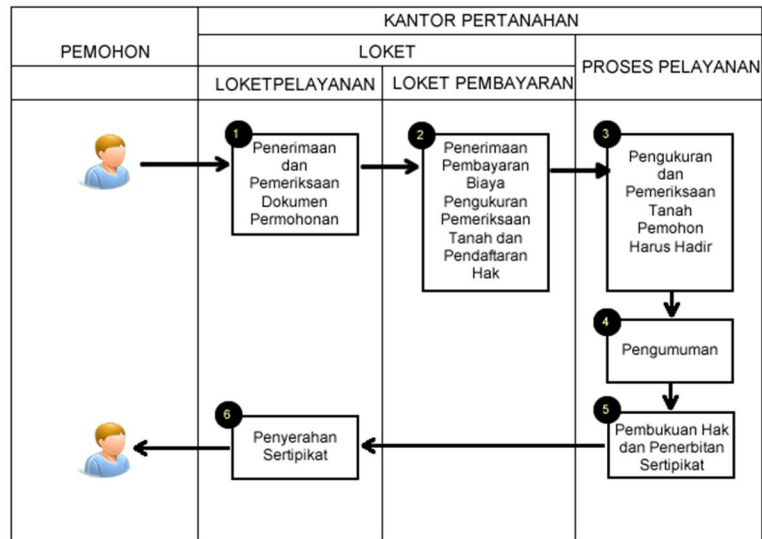 KANTOR PERTANAHAN
PEMOHON
LOKET
PROSES PELAYANAN
LOKETPELAYANAN
LOKET PEMBAYARAN
1
Penerimaan
dan
Pemeriksaan
Dokumen
Permohonan
2
Penerimaan
Pembayaran
Biaya
Pengukuran
Pemeriksaan
Tanah dan
Pendaftaran
Hak
3
Pengukuran
dan
Pemeriksaan
Tanah
Pemohon
Harus Hadir
4
Pengumuman
5
Pembukuan Hak
dan Penerbitan
Sertipikat
6
Penyerahan
Sertipikat